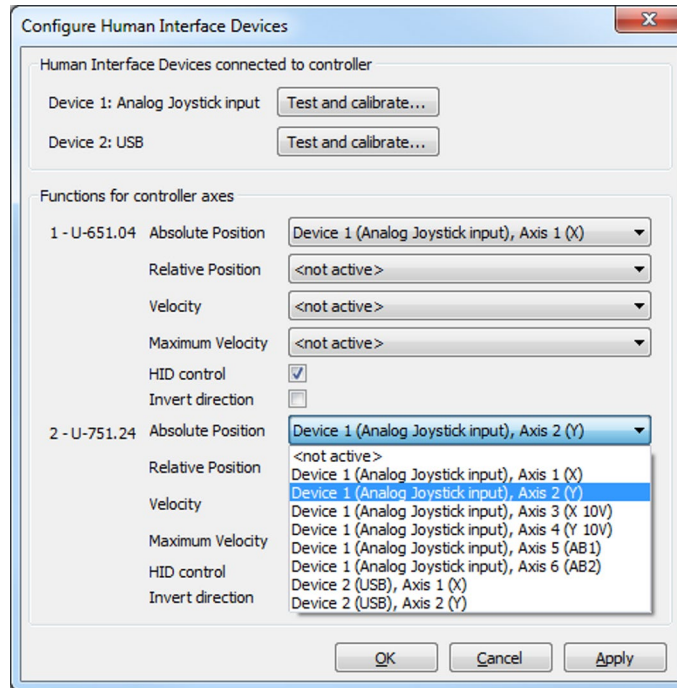 Configure Human Interface Devices
Human Interface Devices connected to controller
Device 1: Analog Joystick input Test and calibrate...
Device 2: USB Test and calibrate...
Functions for controller axes
1 - U-651.04 Absolute Position Device 1 (Analog Joystick input), Axis 1 (X)
Relative Position <not active>
Velocity <not active>
Maximum Velocity <not active>
HID control
Invert direction
2 - U-751.24 Absolute Position Device 1 (Analog Joystick input), Axis 2 (Y)
<not active>
Relative Position Device 1 (Analog Joystick input), Axis 1 (X)
Device 1 (Analog Joystick input), Axis 2 (Y)
Velocity Device 1 (Analog Joystick input), Axis 3 (X 10V)
Device 1 (Analog Joystick input), Axis 4 (Y 10V)
Maximum Velocity Device 1 (Analog Joystick input), Axis 5 (AB1)
HID control Device 1 (Analog Joystick input), Axis 6 (AB2)
Device 2 (USB), Axis 1 (X)
Invert direction Device 2 (USB), Axis 2 (Y)
OK Cancel Apply